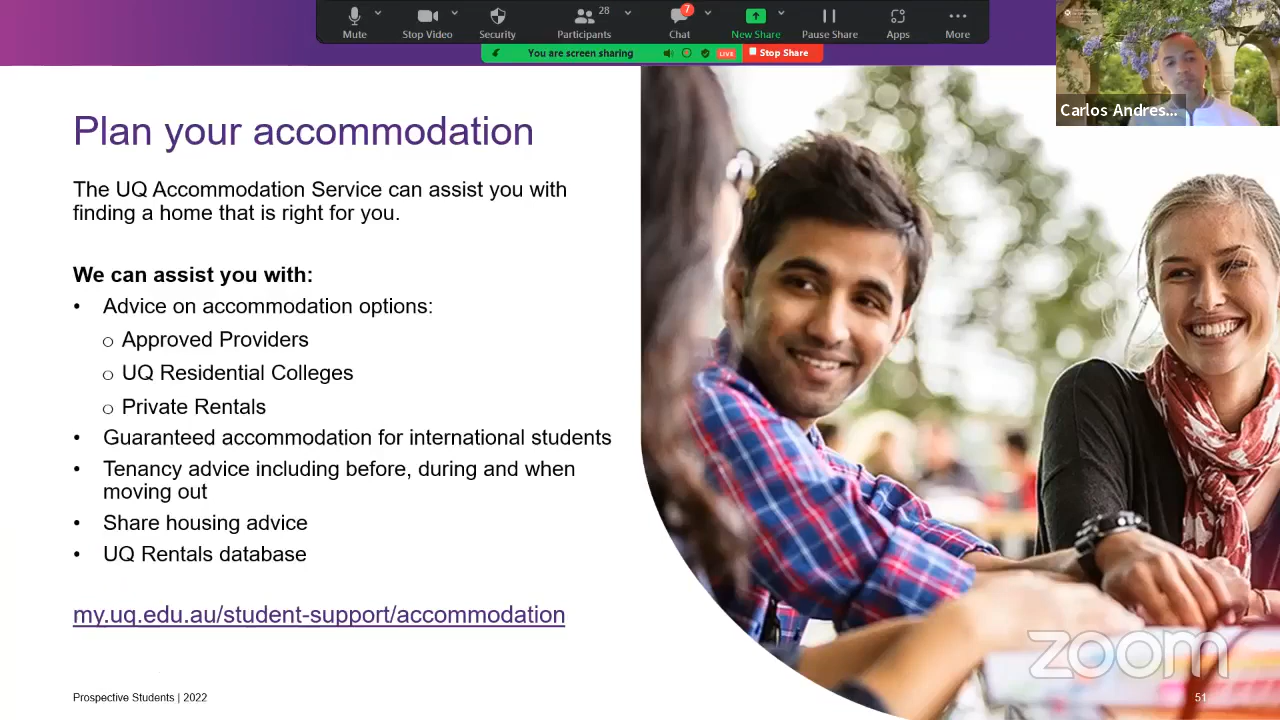 28
7
LIVE
Mute
Stop Video
Security
Participants
Chat
New Share
Pause Share
Apps
More
You are screen sharing
Stop Share
Carlos Andres...
Plan your accommodation
The UQ Accommodation Service can assist you with
finding a home that is right for you.
We can assist you with:
• Advice on accommodation options:
o Approved Providers
o UQ Residential Colleges
o Private Rentals
• Guaranteed accommodation for international students
• Tenancy advice including before, during and when
moving out
• Share housing advice
• UQ Rentals database
my.uq.edu.au/student-support/accommodation
zoom
Prospective Students | 2022
51